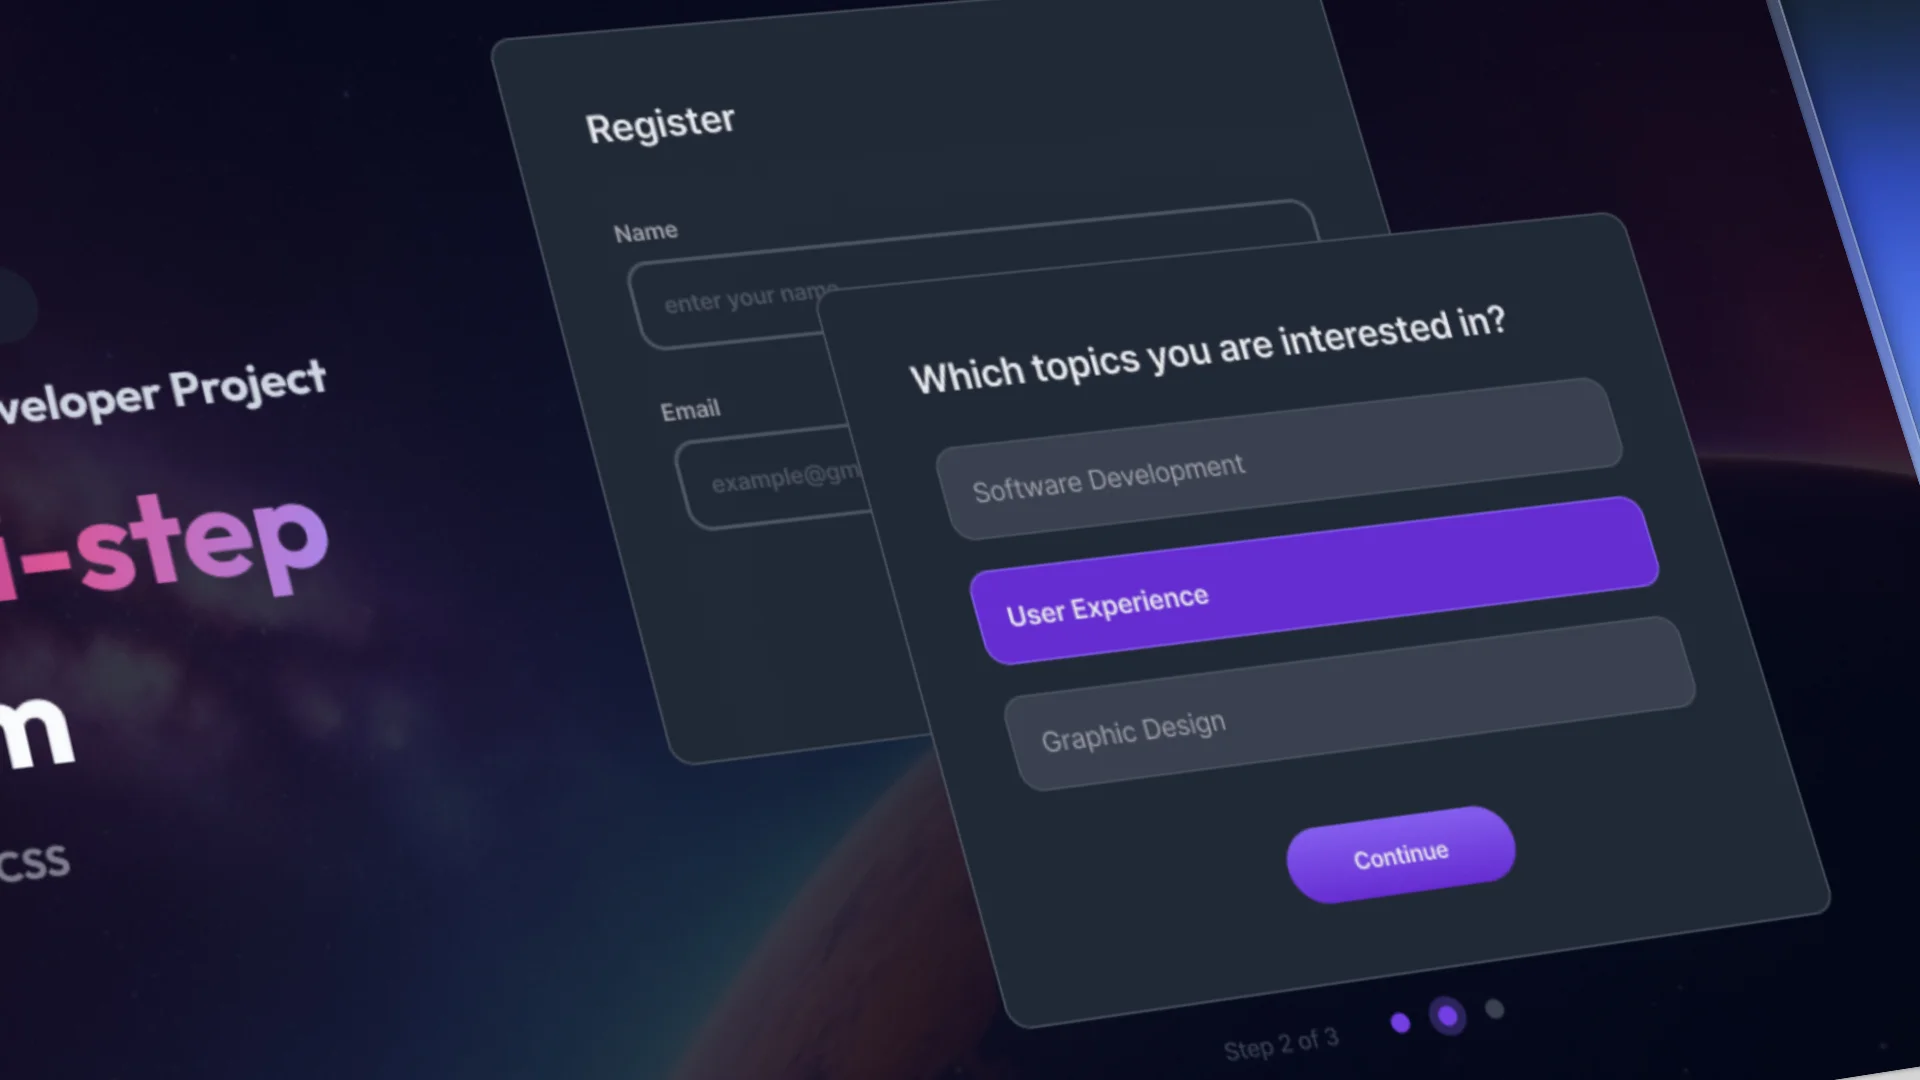 veloper Project
i-step
m
CSS
Register
Name
enter your name
Email
example@gm
Which topics you are interested in?
Software Development
User Experience
Graphic Design
Continue
Step 2 of 3